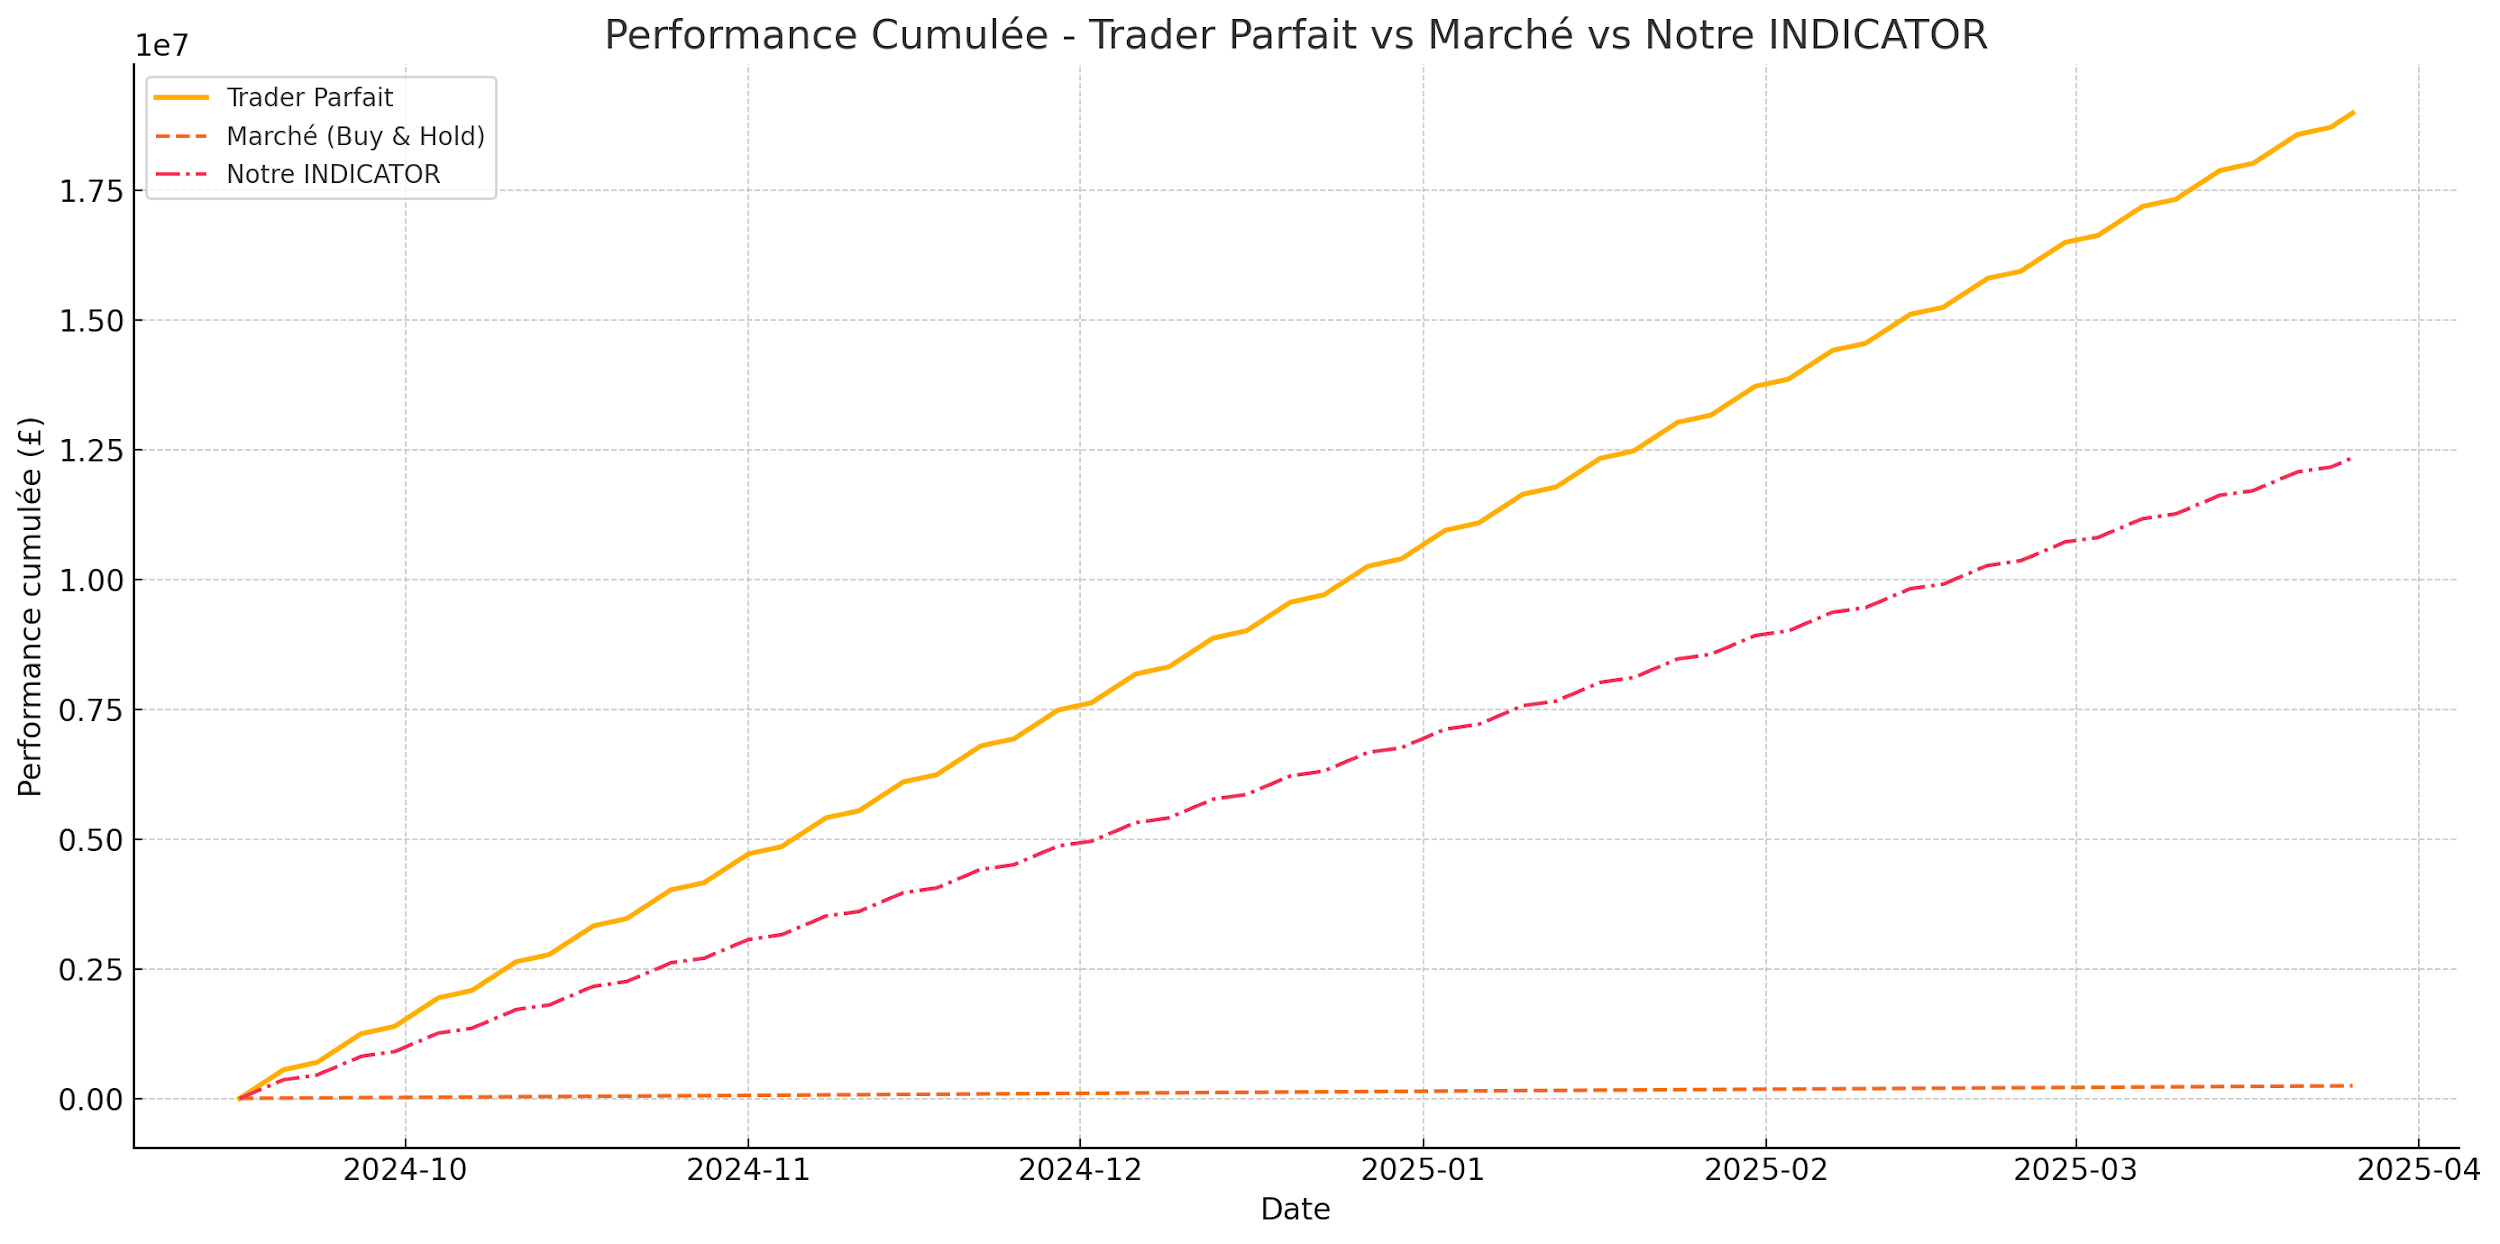 Performance Cumulée - Trader Parfait vs Marché vs Notre INDICATOR
1e7
Trader Parfait
Marché (Buy & Hold)
Notre INDICATOR
1.75
1.50
1.25
1.00
0.75
0.50
0.25
0.00
Performance cumulée (£)
2024-10 2024-11 2024-12 2025-01 2025-02 2025-03 2025-04
Date